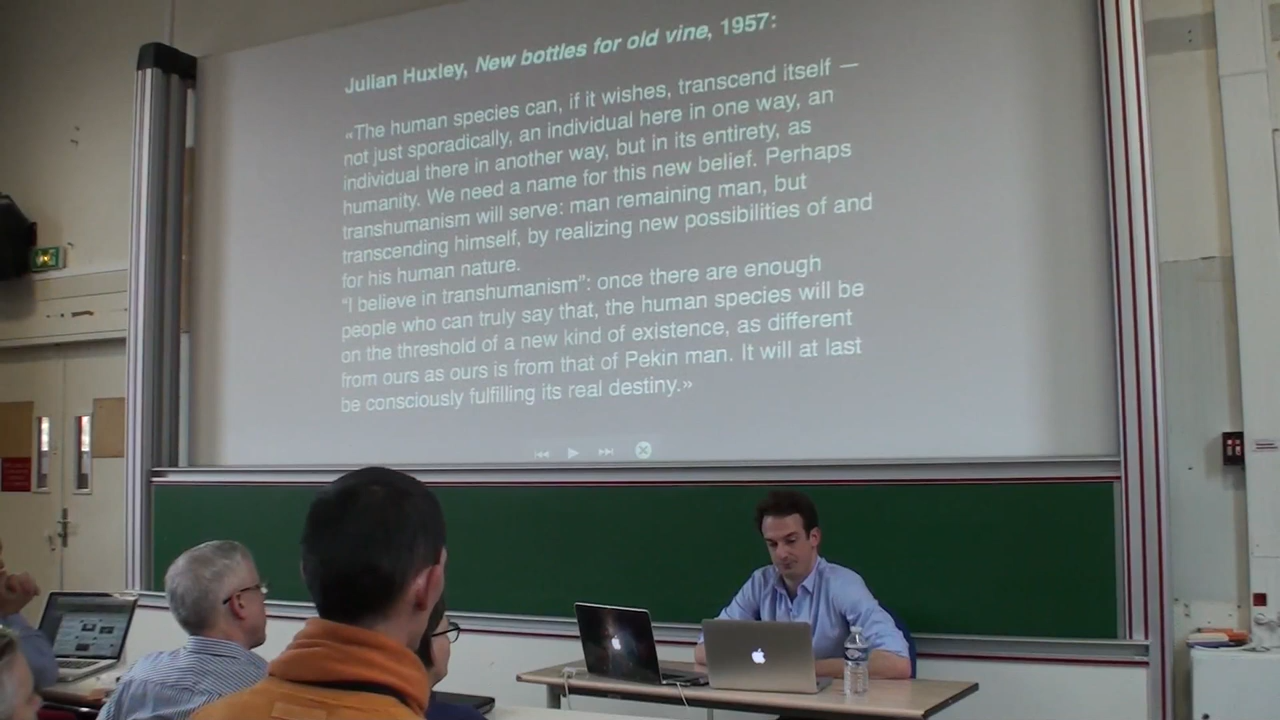 Julian Huxley, New bottles for old vine, 1957:
«The human species can, if it wishes, transcend itself —
not just sporadically, an individual here in one way, an
individual there in another way, but in its entirety, as
humanity. We need a name for this new belief. Perhaps
transhumanism will serve: man remaining man, but
transcending himself, by realizing new possibilities of and
for his human nature.
“I believe in transhumanism”: once there are enough
people who can truly say that, the human species will be
on the threshold of a new kind of existence, as different
from ours as ours is from that of Pekin man. It will at last
be consciously fulfilling its real destiny.»